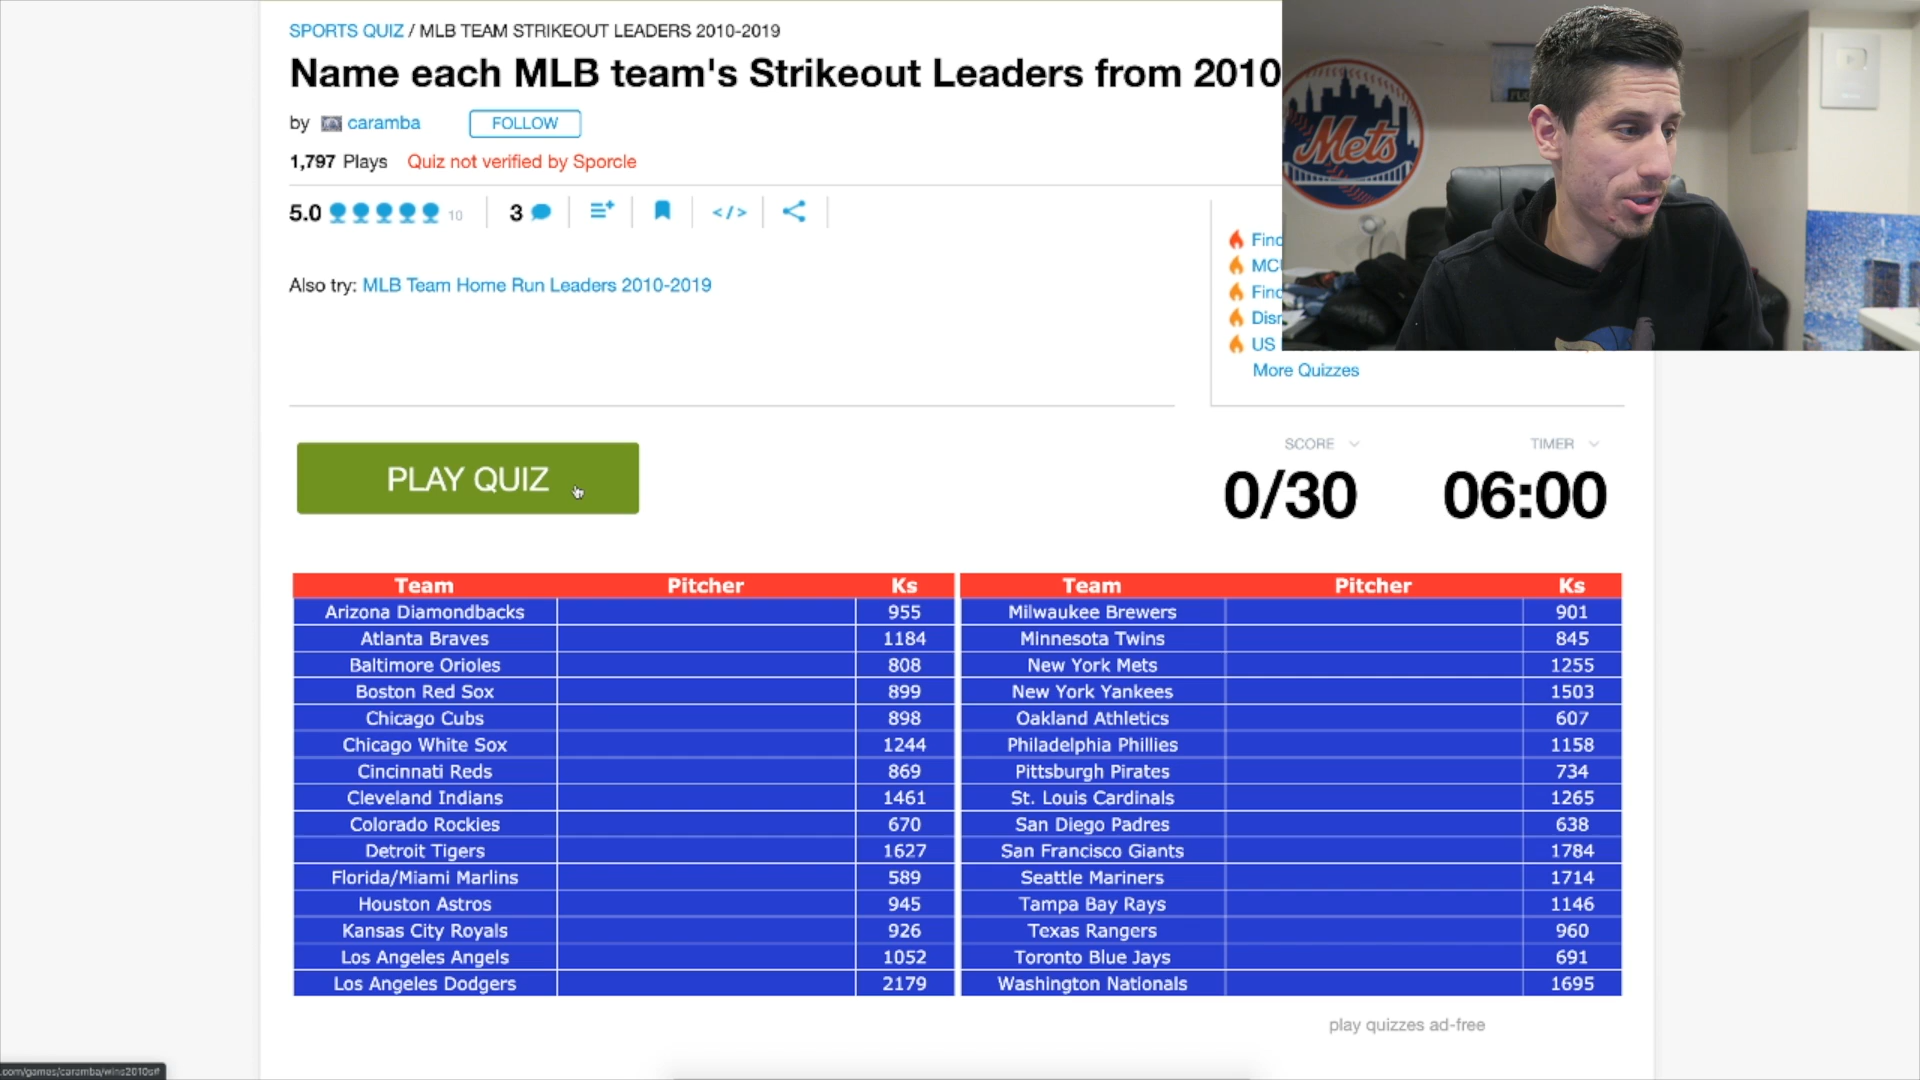 SPORTS QUIZ / MLB TEAM STRIKEOUT LEADERS 2010-2019
Name each MLB team's Strikeout Leaders from 2010
by caramba FOLLOW
1,797 Plays Quiz not verified by Sporcle
5.0 10 3 </>
Also try: MLB Team Home Run Leaders 2010-2019
Mets
Find
US
More Quizzes
PLAY QUIZ
SCORE TIMER
0/30 06:00
Team Pitcher Ks Team Pitcher Ks
Arizona Diamondbacks 955 Milwaukee Brewers 901
Atlanta Braves 1184 Minnesota Twins 845
Baltimore Orioles 808 New York Mets 1255
Boston Red Sox 899 New York Yankees 1503
Chicago Cubs 898 Oakland Athletics 607
Chicago White Sox 1244 Philadelphia Phillies 1158
Cincinnati Reds 869 Pittsburgh Pirates 734
Cleveland Indians 1461 St. Louis Cardinals 1265
Colorado Rockies 670 San Diego Padres 638
Detroit Tigers 1627 San Francisco Giants 1784
Florida/Miami Marlins 589 Seattle Mariners 1714
Houston Astros 945 Tampa Bay Rays 1146
Kansas City Royals 926 Texas Rangers 960
Los Angeles Angels 1052 Toronto Blue Jays 691
Los Angeles Dodgers 2179 Washington Nationals 1695
play quizzes ad-free
.com/games/caramba/wins2010s#